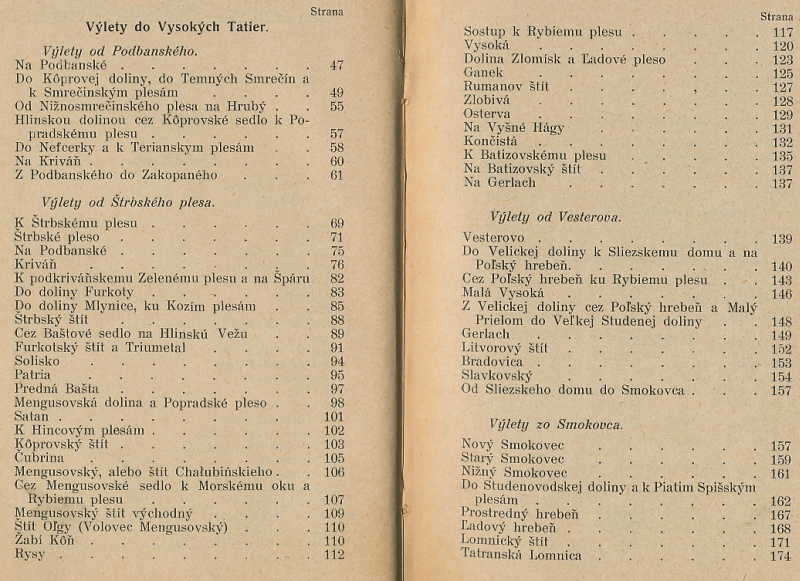 Strana
Výlety do Vysokých Tatier.
Výlety od Podbanského.
Na Podbanské . . . . . . 47
Do Kôprovej doliny, do Temných Smrečín a
k Smrečinským plesám . . . . 49
Od Nižnosmrečinského plesa na Hrubý . . 55
Hlinskou dolinou cez Kôprovské sedlo k Po-
pradskému plesu . . . . . . 57
Do Nefcerky a k Terianskym plesám . . 58
Na Kriváň . . . . . . . 60
Z Podbanského do Zakopaného . . . 61
Výlety od Štrbského plesa.
K Štrbskému plesu . . . . . 69
Štrbské pleso . . . . . . 71
Na Podbanské . . . . . . 75
Kriváň . . . . . . . 76
K podkriváňskemu Zelenému plesu a na Špáru 82
Do doliny Furkoty . . . . . 83
Do doliny Mlynice, ku Kozím plesám . . 85
Štrbský štít . . . . . . 88
Cez Baštové sedlo na Hlinskú Vežu . . 89
Furkotský štít a Triumetal . . . . 91
Solisko . . . . . . . 94
Patria . . . . . . . 95
Predná Bašta . . . . . . 97
Mengusovská dolina a Popradské pleso . . 98
Satan . . . . . . . 101
K Hincovým plesám . . . . . 102
Kôprovský štít . . . . . . 103
Čubrina . . . . . . . 105
Mengusovský, alebo štít Chałubińskieho . . 106
Cez Mengusovské sedlo k Morskému oku a
Rybiemu plesu . . . . . 107
Mengusovský štít východný . . . . 109
Štít Oľgy (Volovec Mengusovský) . . . 110
Žabí Kôň . . . . . . . 110
Rysy . . . . . . . 112
Strana
Sostup k Rybiemu plesu . . . . . 117
Vysoká . . . . . . . 120
Dolina Zlomísk a Ľadové pleso . . . 123
Ganek . . . . . . . 125
Rumanov štít . . . . . . 127
Zlobivá . . . . . . . 128
Osterva . . . . . . . 129
Na Vyšné Hágy . . . . . . 131
Končistá . . . . . . . 132
K Batizovskému plesu . . . . . 135
Na Batizovský štít . . . . . 137
Na Gerlach . . . . . . . 137
Výlety od Vesterova.
Vesterovo . . . . . . . 139
Do Velickej doliny k Sliezskemu domu a na
Poľský hrebeň. . . . . . 140
Cez Poľský hrebeň ku Rybiemu plesu . . 143
Malá Vysoká . . . . . . 146
Z Velickej doliny cez Poľský hrebeň a Malý
Prielom do Veľkej Studenej doliny . 148
Gerlach . . . . . . . 149
Litvorový štít . . . . . . 152
Bradovica . . . . . . . 153
Slavkovský . . . . . . 154
Od Sliezskeho domu do Smokovca . . . 157
Výlety zo Smokovca.
Nový Smokovec . . . . . 157
Starý Smokovec . . . . . 159
Nižný Smokovec . . . . . 161
Do Studenovodskej doliny a k Piatim Spišským
plesám . . . . . . . 162
Prostredný hrebeň . . . . . 167
Ľadový hrebeň . . . . . . 168
Lomnický štít . . . . . . 171
Tatranská Lomnica . . . . . 174